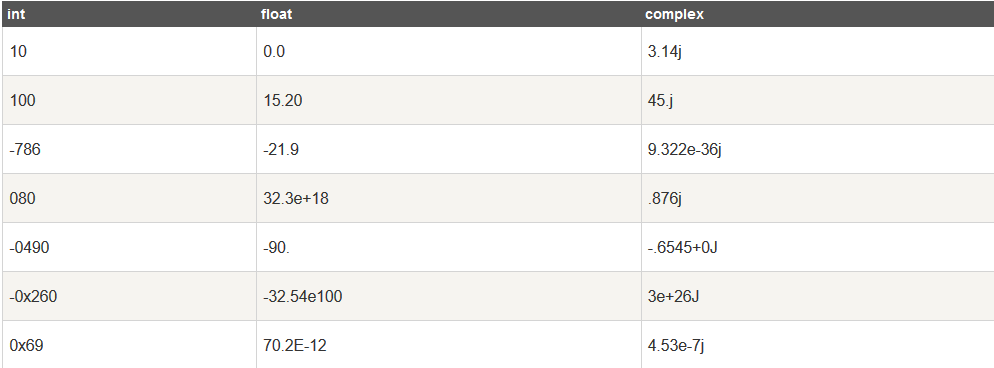 int float complex
10 0.0 3.14j
100 15.20 45.j
-786 -21.9 9.322e-36j
080 32.3e+18 .876j
-0490 -90. -.6545+0J
-0x260 -32.54e100 3e+26J
0x69 70.2E-12 4.53e-7j